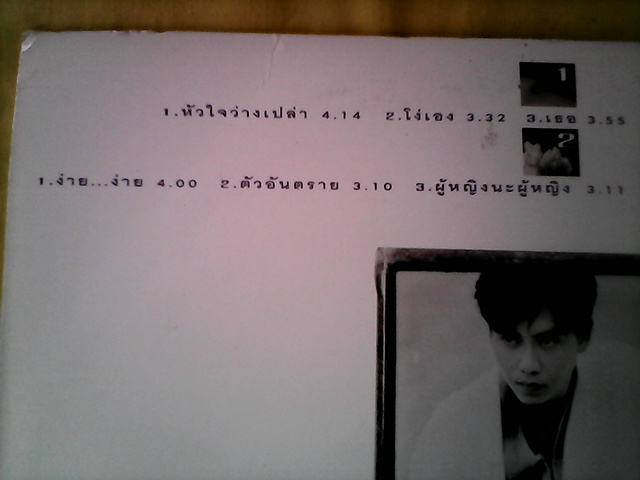 1
1.หัวใจว่างเปล่า 4.14 2.โง่เอง 3.32 3.เธอ 3.55
2
1.ง่าย...ง่าย 4.00 2.ตัวอันตราย 3.10 3.ผู้หญิงนะผู้หญิง 3.11